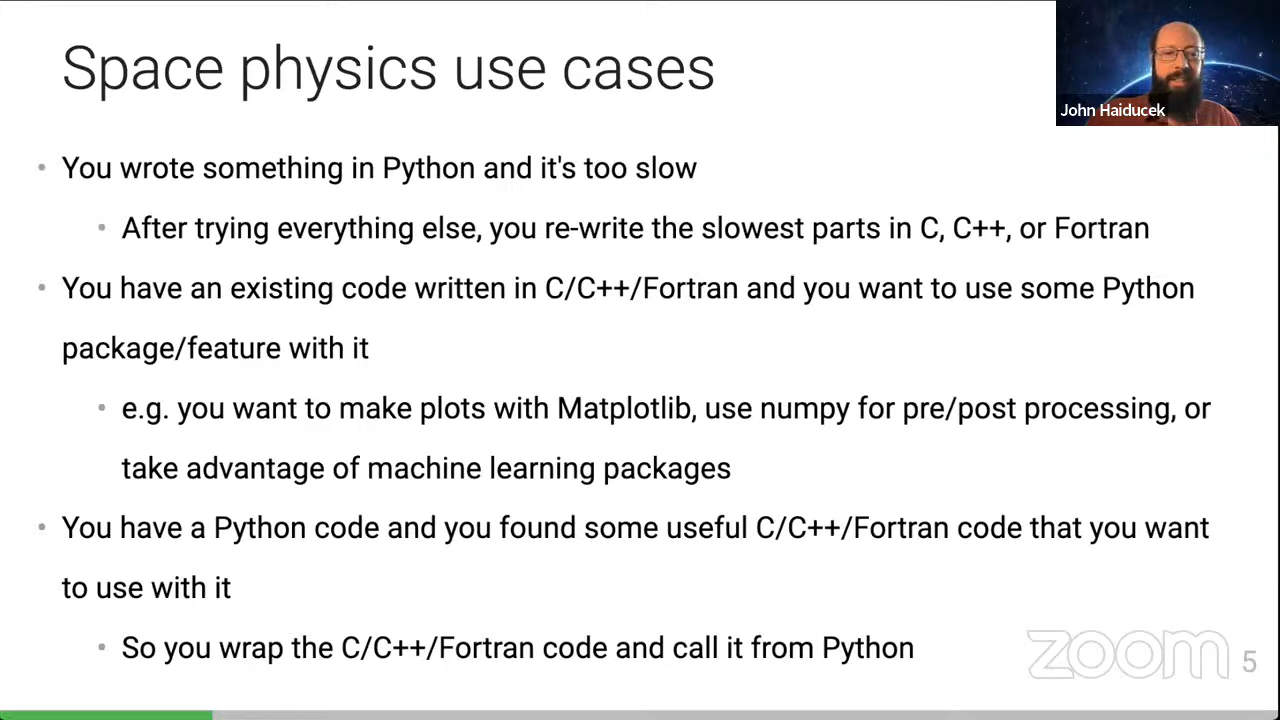 Space physics use cases
John Haiducek
• You wrote something in Python and it's too slow
• After trying everything else, you re-write the slowest parts in C, C++, or Fortran
• You have an existing code written in C/C++/Fortran and you want to use some Python
package/feature with it
• e.g. you want to make plots with Matplotlib, use numpy for pre/post processing, or
take advantage of machine learning packages
• You have a Python code and you found some useful C/C++/Fortran code that you want
to use with it
• So you wrap the C/C++/Fortran code and call it from Python
zoom
5